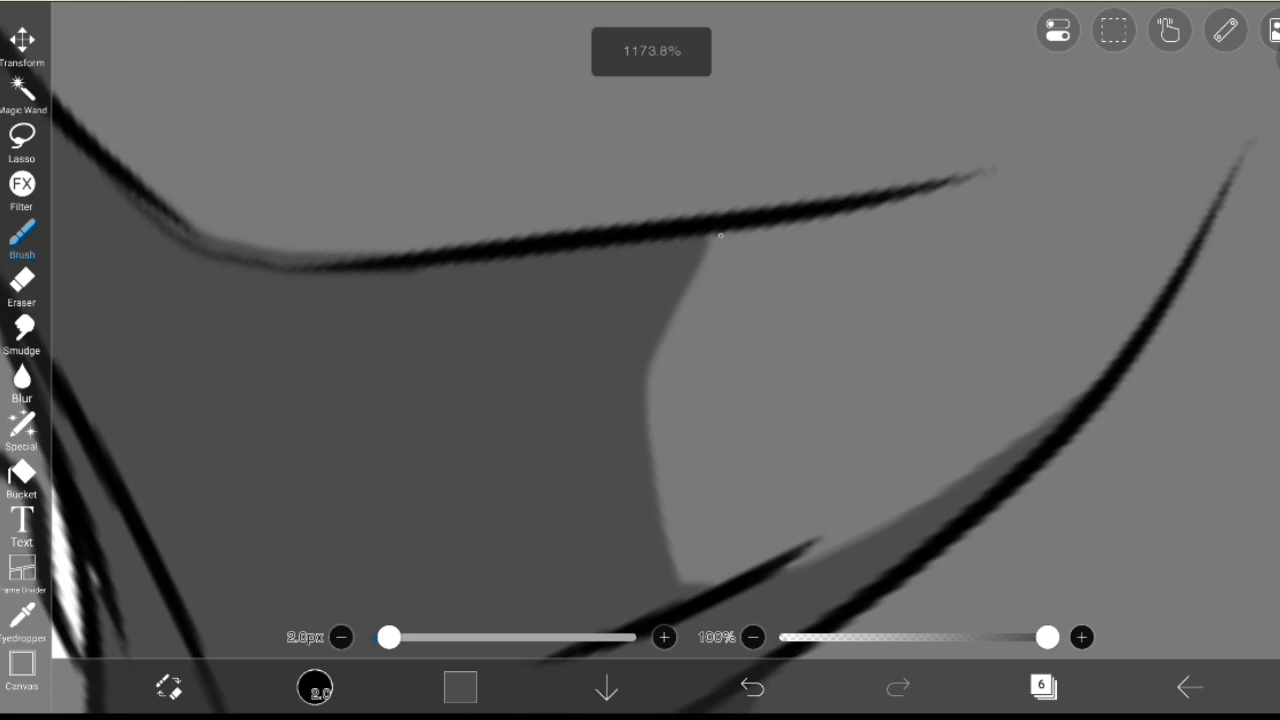 1173.8%
Transform
Magic Wand
Lasso
FX
Filter
Brush
Eraser
Smudge
Blur
Special
Bucket
T
Text
Frame Divider
Eyedropper
Canvas
2.0px
100%
2.0
6